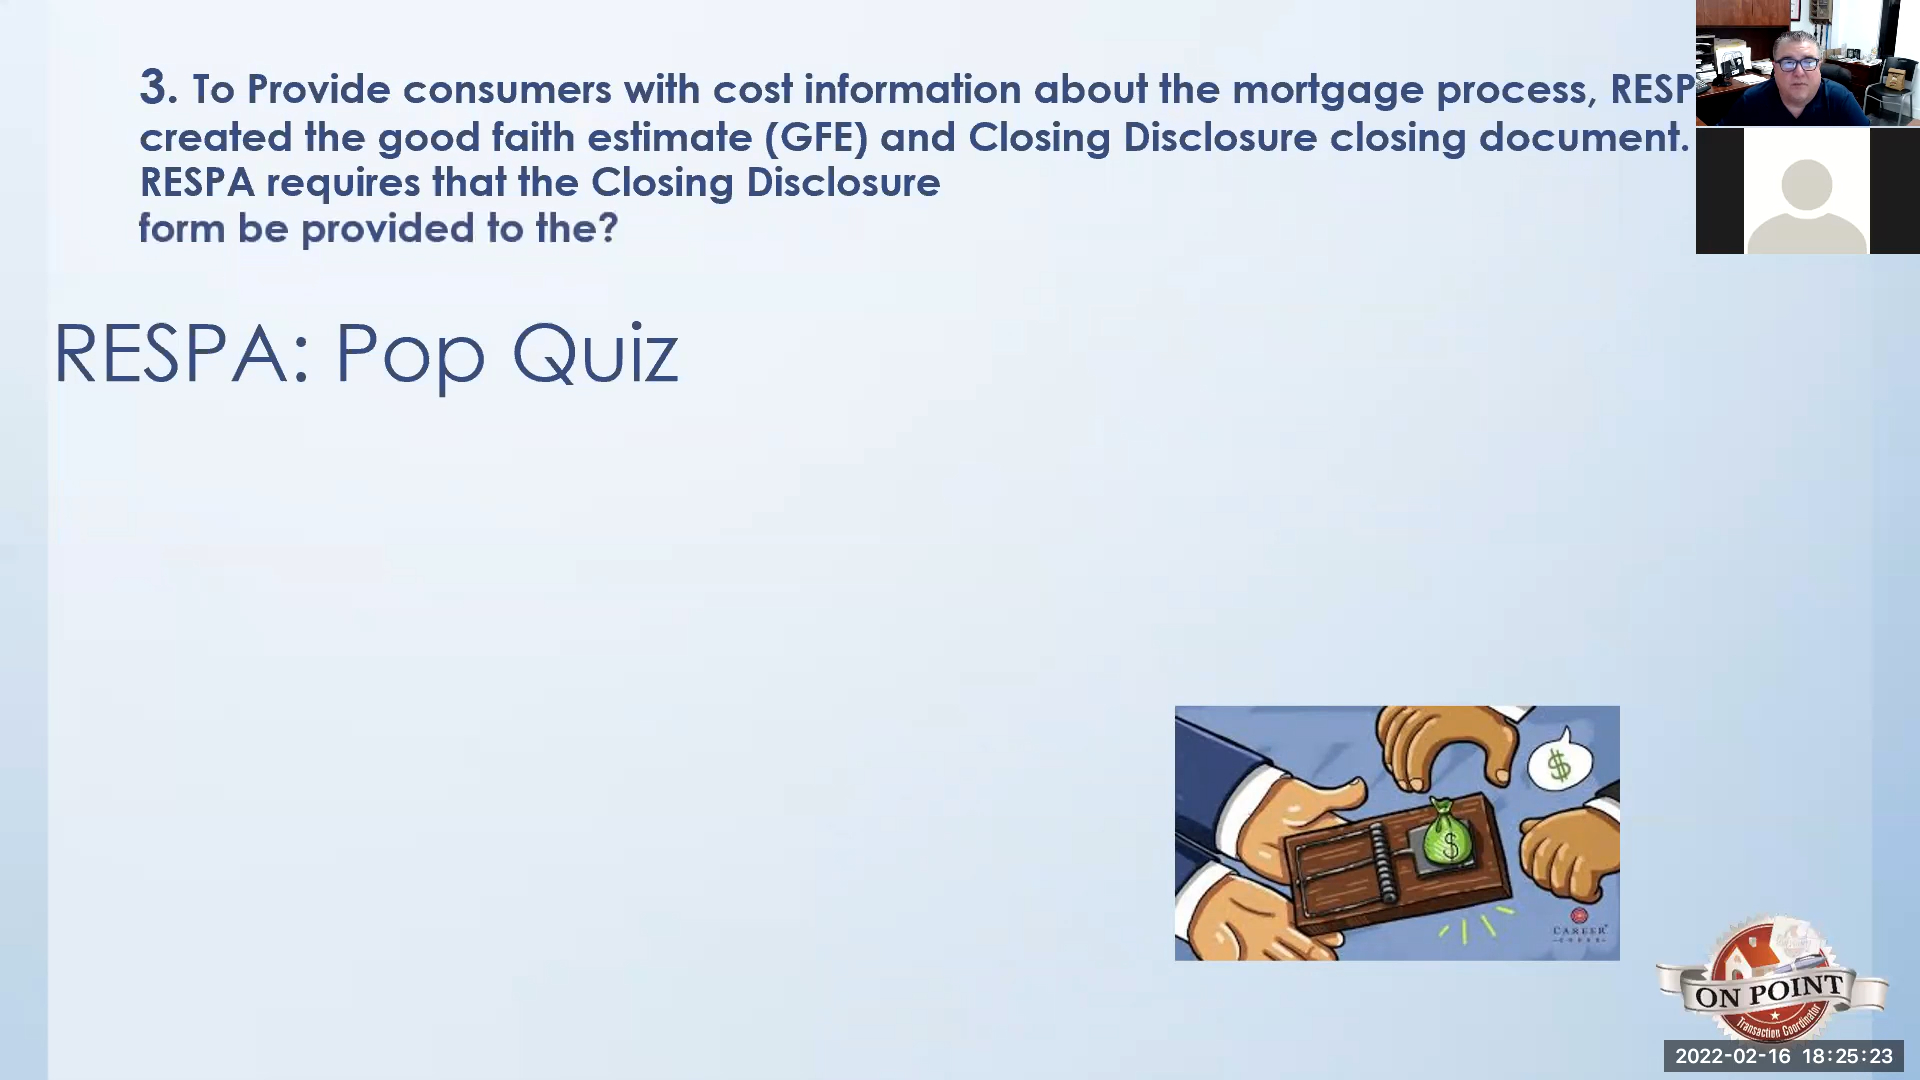 3. To Provide consumers with cost information about the mortgage process, RESP
created the good faith estimate (GFE) and Closing Disclosure closing document.
RESPA requires that the Closing Disclosure
form be provided to the?
RESPA: Pop Quiz
$
$
CAREER
ON POINT
Transaction Coordinator
2022-02-16 18:25:23